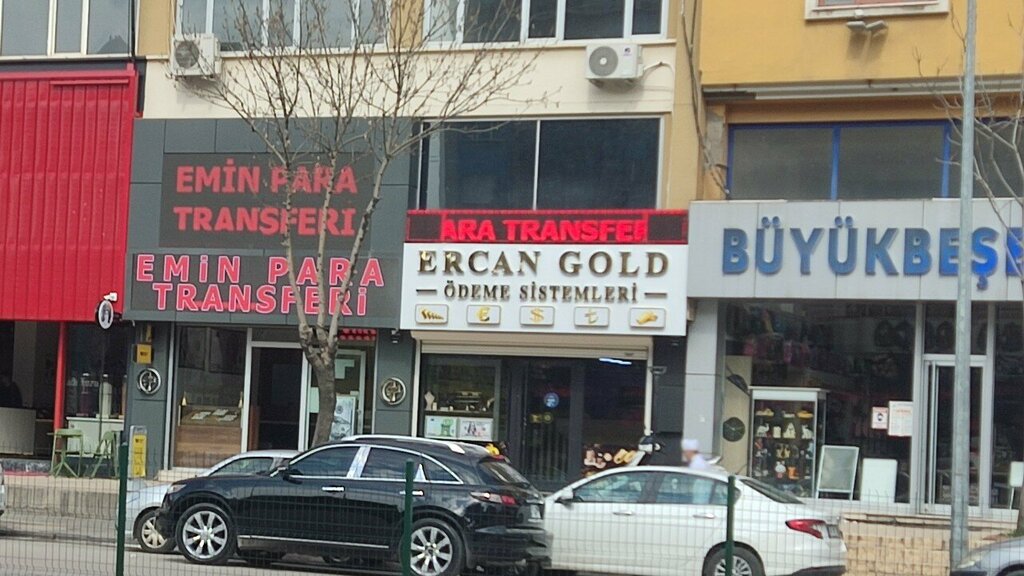 EMİN PARA
TRANSFERI
EMİN PARA
TRANSFERİ
ARA TRANSFER
ERCAN GOLD
— ÖDEME SİSTEMLERİ —
€ $ ₺
BÜYÜKBEŞ